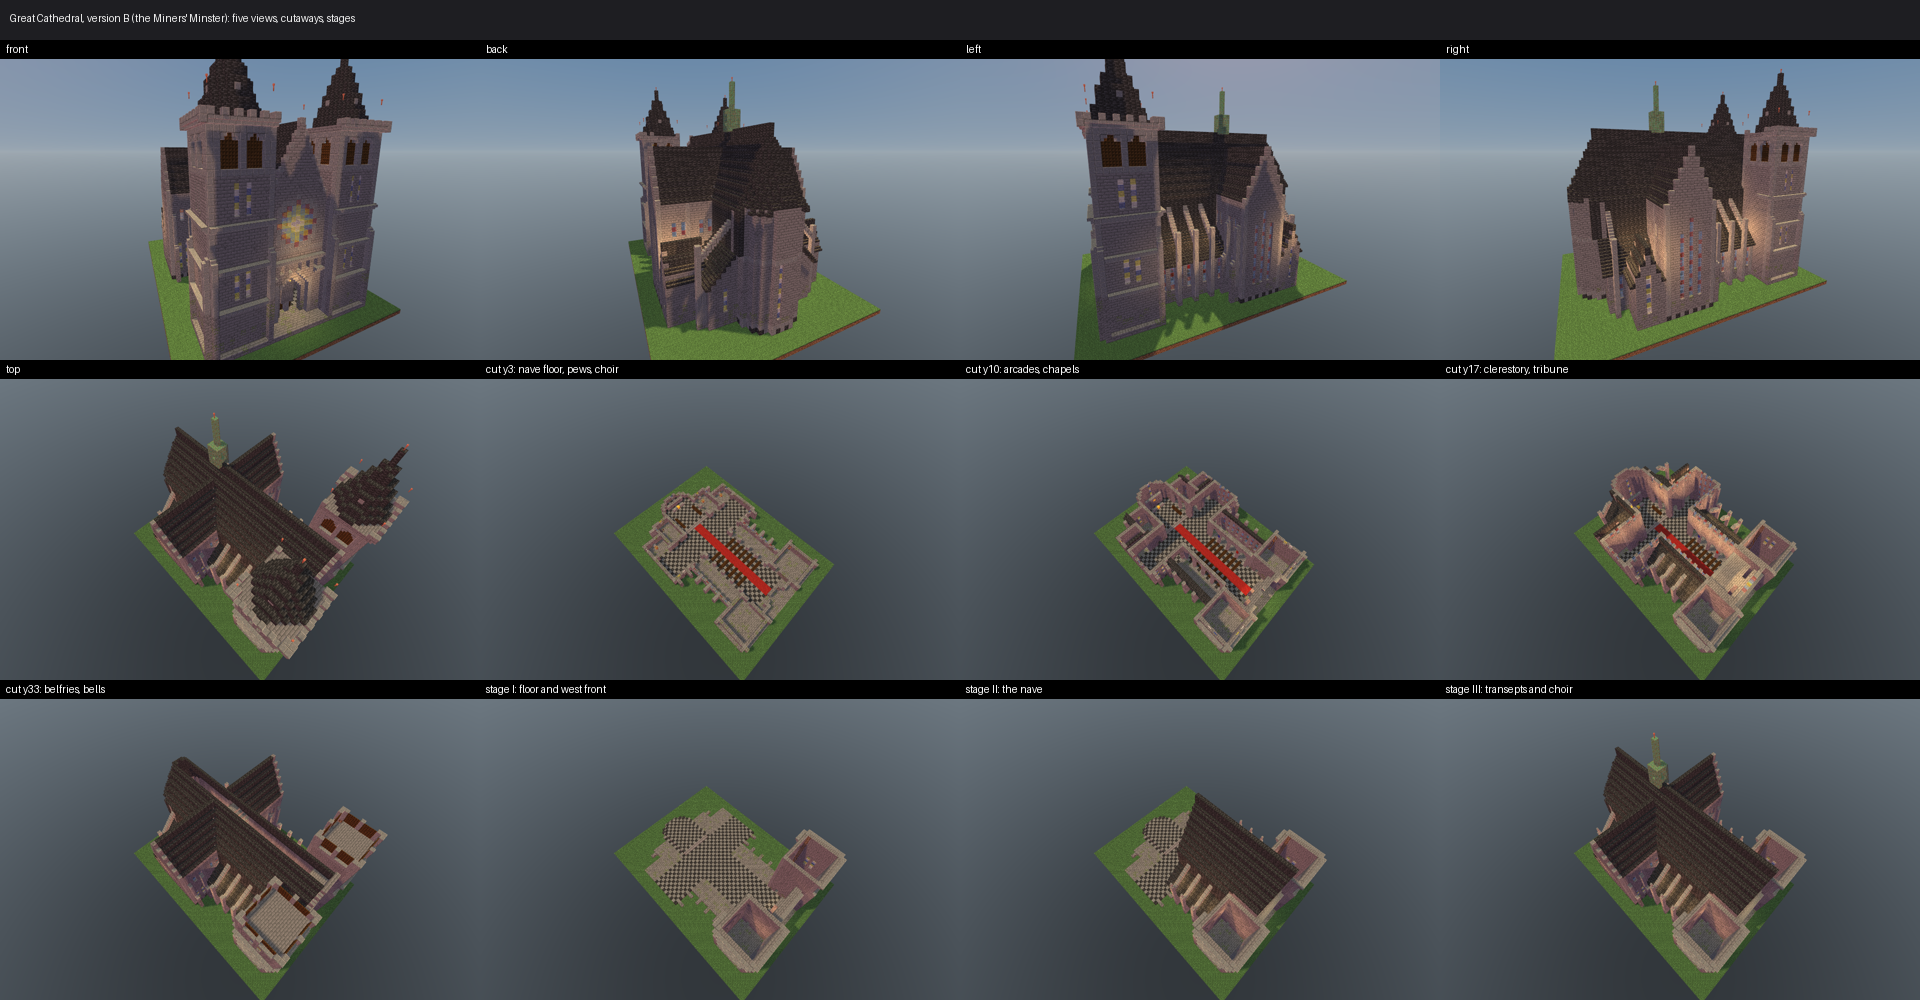 Great Cathedral, version B (the Miners' Minster): five views, cutaways, stages
front
back
left
right
top
cut y3: nave floor, pews, choir
cut y10: arcades, chapels
cut y17: clerestory, tribune
cut y33: belfries, bells
stage I: floor and west front
stage II: the nave
stage III: transepts and choir